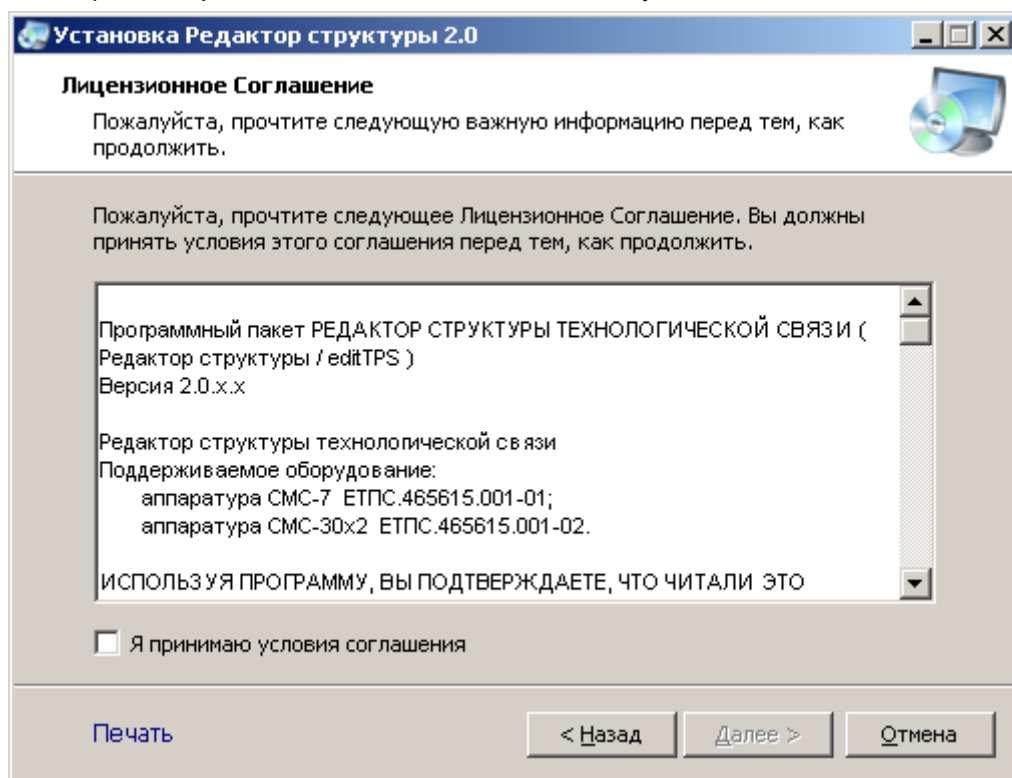 Установка Редактор структуры 2.0
Лицензионное Соглашение
Пожалуйста, прочтите следующую важную информацию перед тем, как
продолжить.
Пожалуйста, прочтите следующее Лицензионное Соглашение. Вы должны
принять условия этого соглашения перед тем, как продолжить.
Программный пакет РЕДАКТОР СТРУКТУРЫ ТЕХНОЛОГИЧЕСКОЙ СВЯЗИ (
Редактор структуры / editTPS )
Версия 2.0.x.x
Редактор структуры технологической связи
Поддерживаемое оборудование:
аппаратура СМС-7 ЕТПС.465615.001-01;
аппаратура СМС-30x2 ЕТПС.465615.001-02.
ИСПОЛЬЗУЯ ПРОГРАММУ, ВЫ ПОДТВЕРЖДАЕТЕ, ЧТО ЧИТАЛИ ЭТО
Я принимаю условия соглашения
Печать
< Назад
Далее >
Отмена